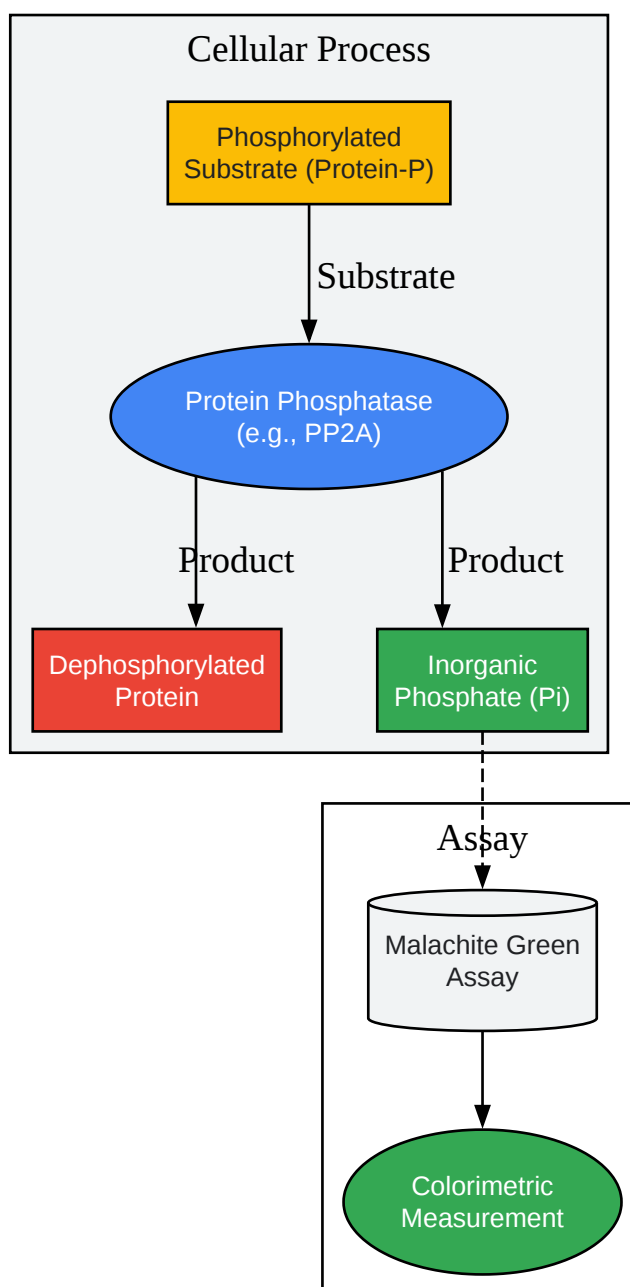 Cellular Process
Phosphorylated
Substrate (Protein-P)
Substrate
Protein Phosphatase
(e.g., PP2A)
Product
Product
Dephosphorylated
Protein
Inorganic
Phosphate (Pi)
Assay
Malachite Green
Assay
Colorimetric
Measurement